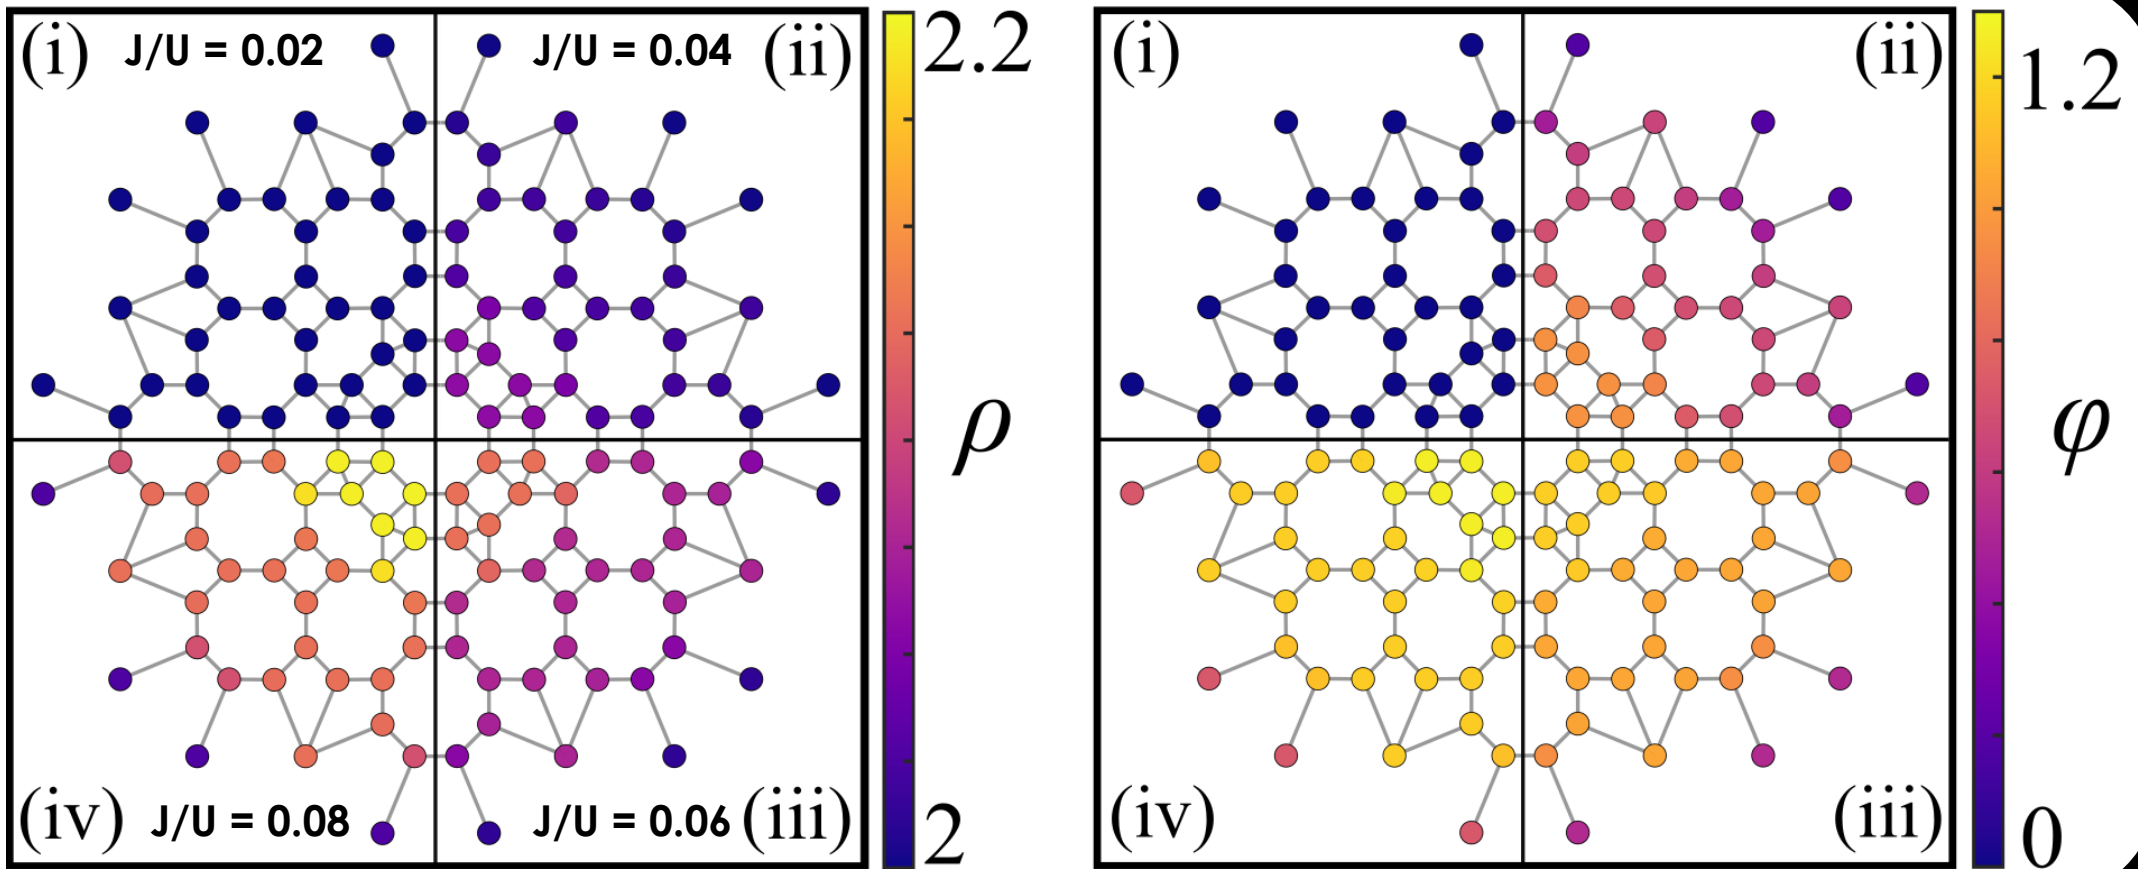 (i) J/U = 0.02
J/U = 0.04 (ii)
(iv) J/U = 0.08
J/U = 0.06 (iii)
2.2
ρ
2
(i)
(ii)
(iv)
(iii)
1.2
φ
0